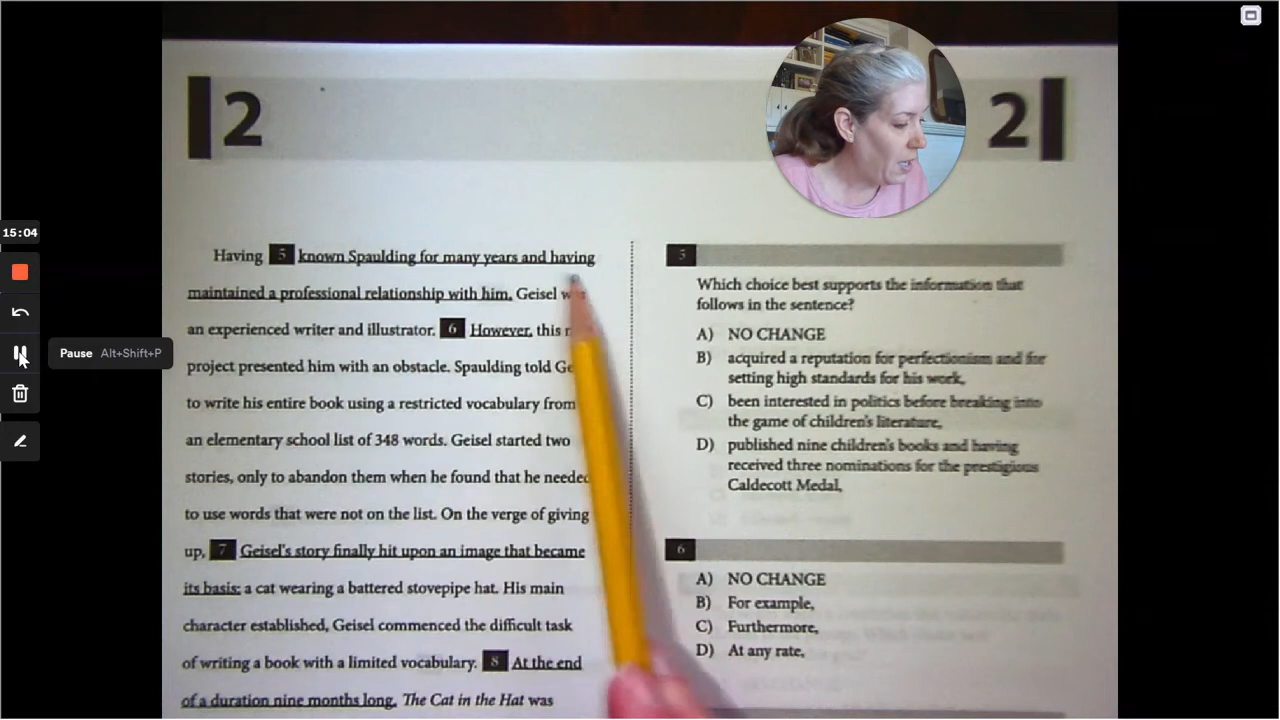 2
2
15:04
Pause Alt+Shift+P
Having 5 known Spaulding for many years and having
maintained a professional relationship with him, Geisel
an experienced writer and illustrator. 6 However, this
project presented him with an obstacle. Spaulding told
to write his entire book using a restricted vocabulary from
an elementary school list of 348 words. Geisel started two
stories, only to abandon them when he found that he needed
to use words that were not on the list. On the verge of giving
up, 7 Geisel's story finally hit upon an image that became
its basis: a cat wearing a battered stovepipe hat. His main
character established, Geisel commenced the difficult task
of writing a book with a limited vocabulary. 8 At the end
of a duration nine months long, The Cat in the Hat was
5
Which choice best supports the information that
follows in the sentence?
A) NO CHANGE
B) acquired a reputation for perfectionism and for
setting high standards for his work,
C) been interested in politics before breaking into
the game of children's literature,
D) published nine children's books and having
received three nominations for the prestigious
Caldecott Medal,
6
A) NO CHANGE
B) For example,
C) Furthermore,
D) At any rate,